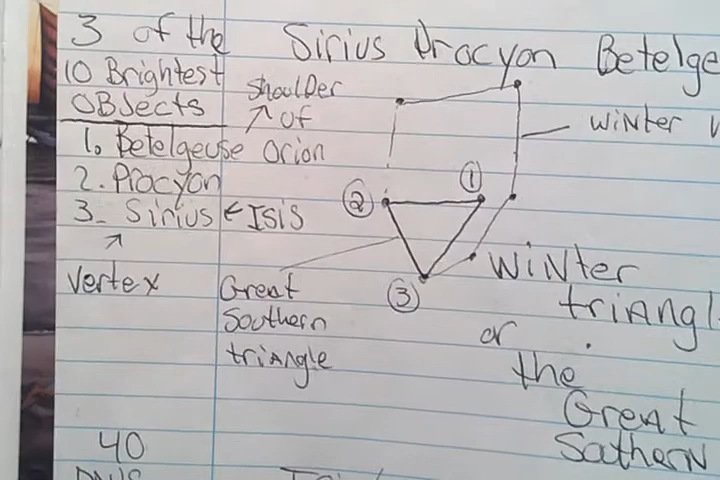 3 of the
10 Brightest
OBjects
1. Betelgeuse
2. Procyon
3- Sirius ← Isis
Vertex
40
Shoulder
↗ of
Orion
Sirius Procyon Betelge
Winter
①
②
③
Great
Southern
triangle
WiNter
triANgl
or
the
Great
Sathern